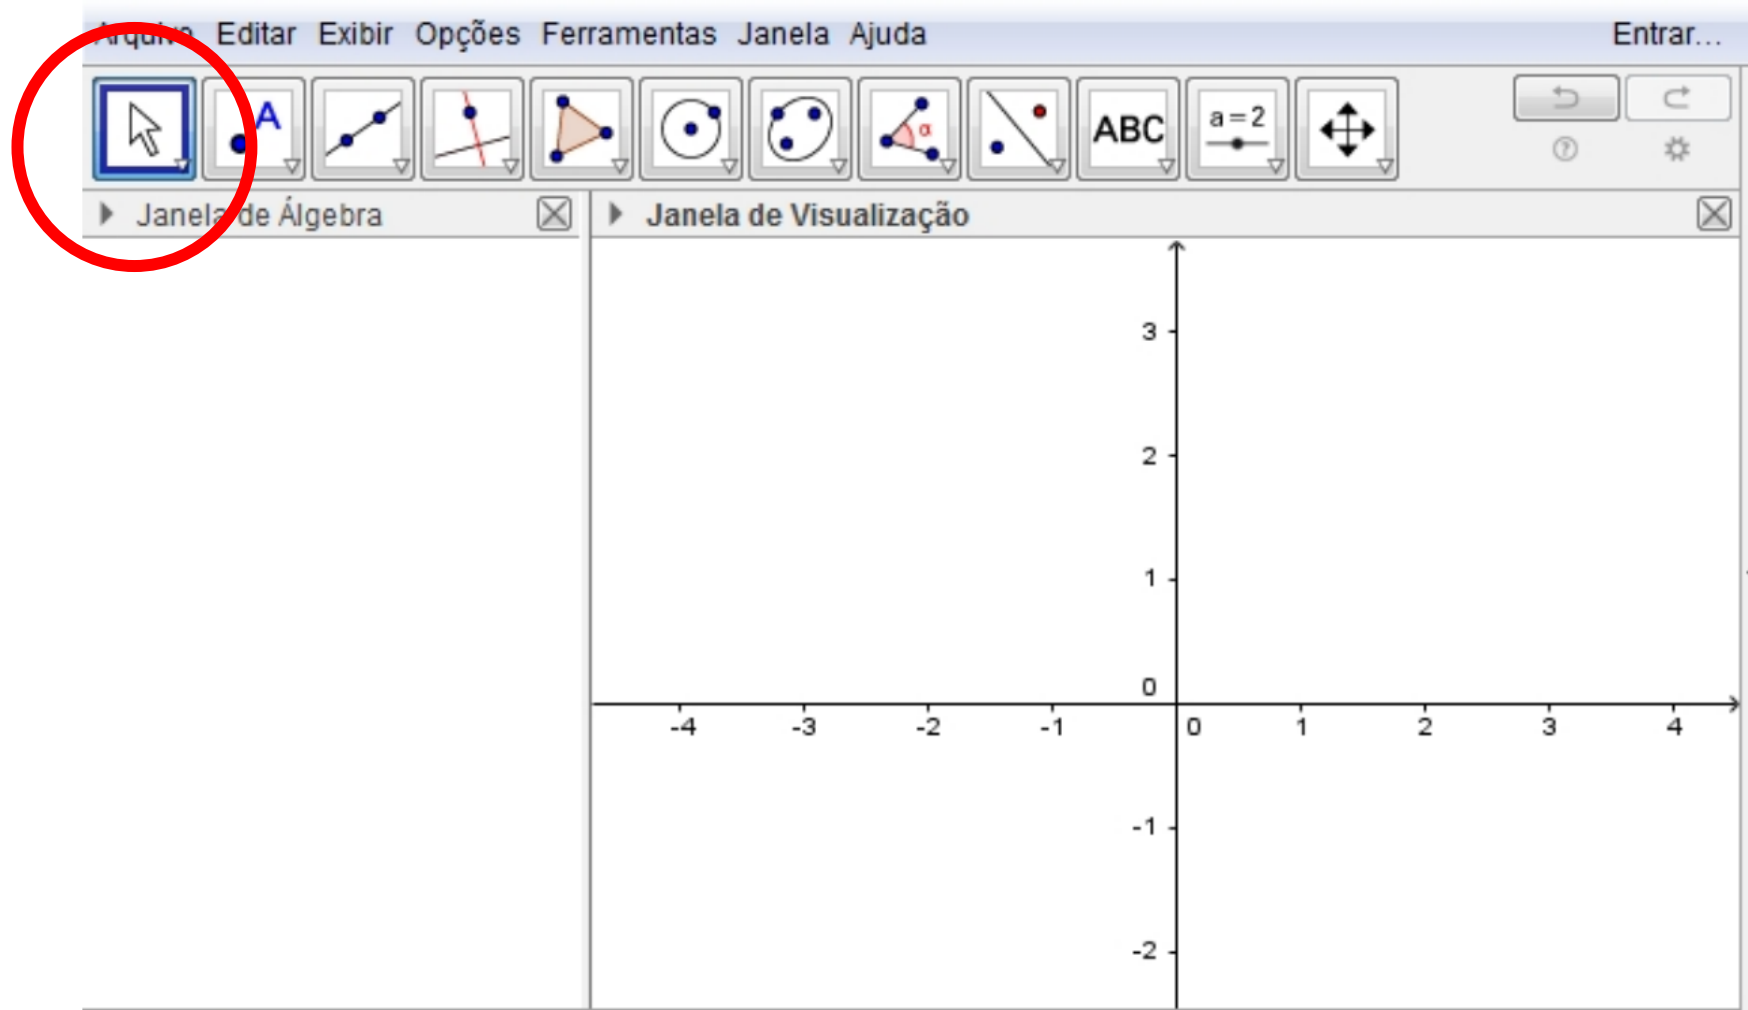 Arquivo Editar Exibir Opções Ferramentas Janela Ajuda Entrar...
A α ABC a = 2
Janela de Álgebra Janela de Visualização
3
2
1
0
-4 -3 -2 -1 0 1 2 3 4
-1
-2